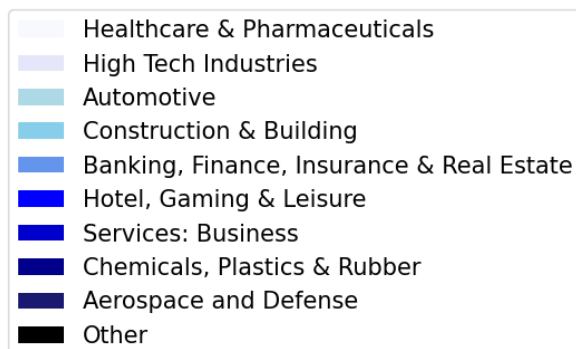 Healthcare & Pharmaceuticals
High Tech Industries
Automotive
Construction & Building
Banking, Finance, Insurance & Real Estate
Hotel, Gaming & Leisure
Services: Business
Chemicals, Plastics & Rubber
Aerospace and Defense
Other